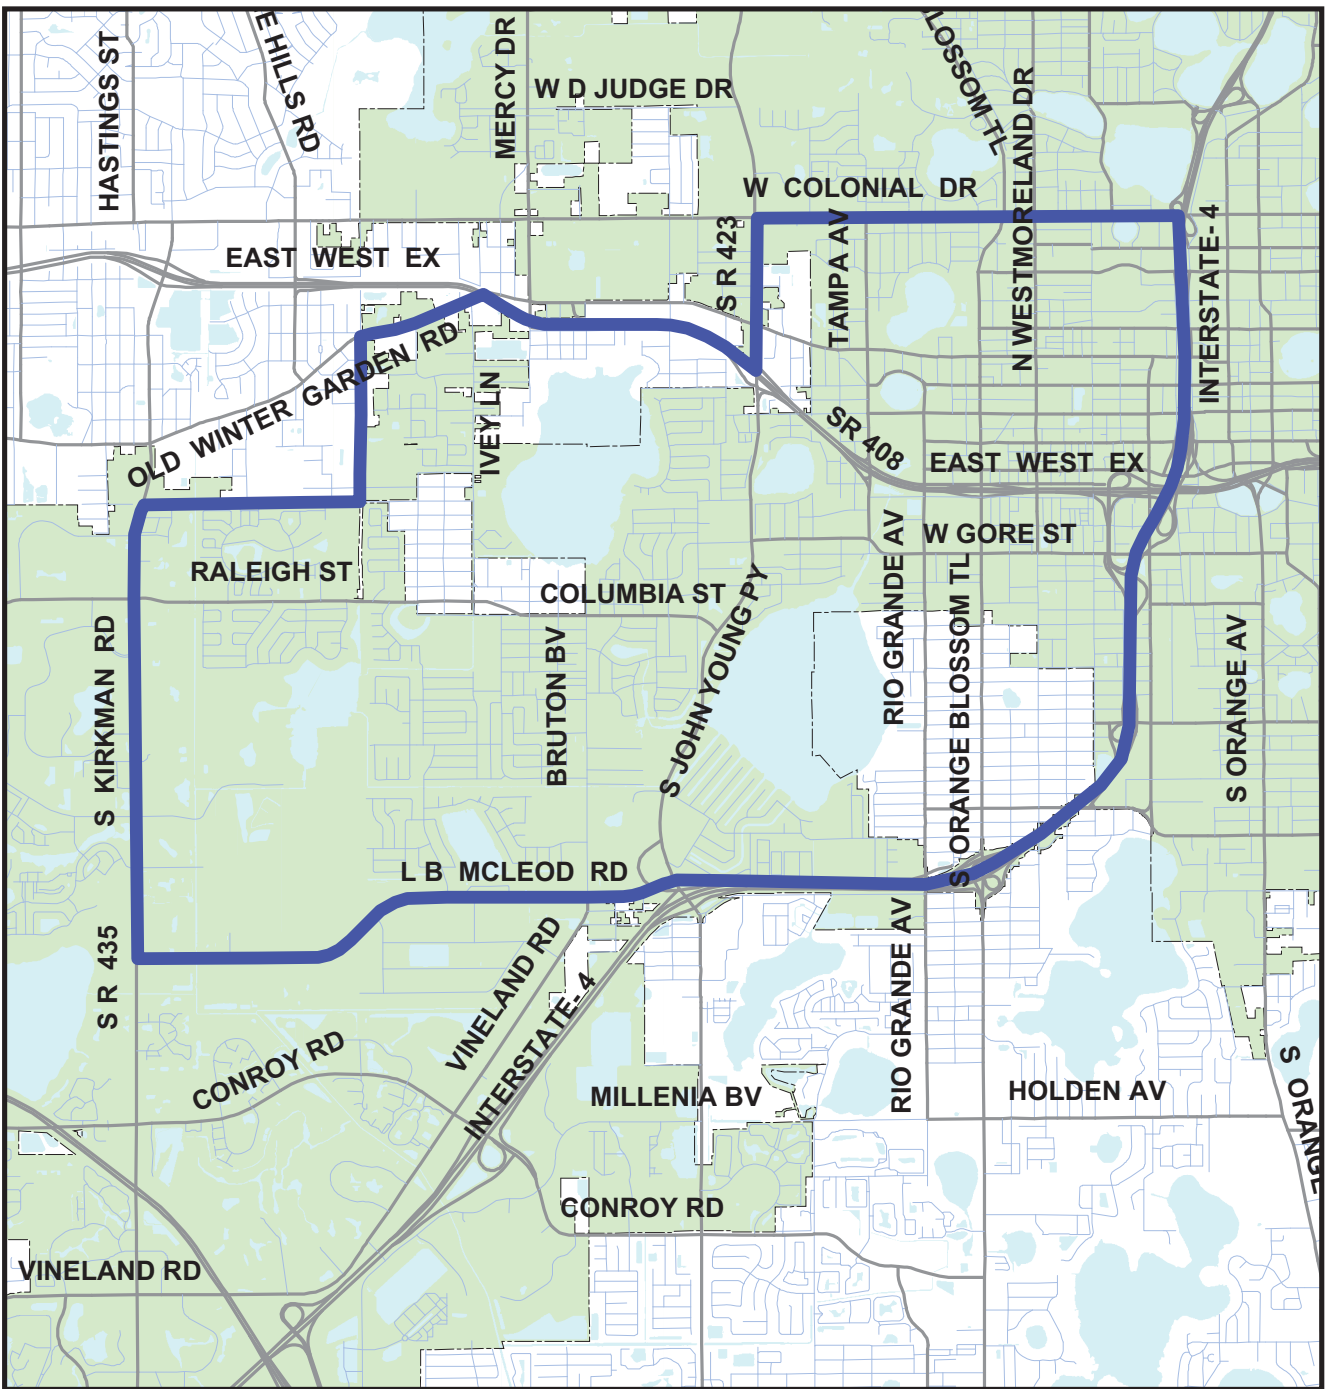 HASTINGS ST
E HILLS RD
MERCY DR
W D JUDGE DR
LOSSOM TL
N WESTMORELAND DR
W COLONIAL DR
EAST WEST EX
S R 423
TAMPA AV
INTERSTATE- 4
OLD WINTER GARDEN RD
IVEY LN
SR 408
EAST WEST EX
RALEIGH ST
COLUMBIA ST
W GORE ST
RIO GRANDE AV
S ORANGE BLOSSOM TL
S KIRKMAN RD
BRUTON BV
S JOHN YOUNG PY
S ORANGE AV
L B MCLEOD RD
S R 435
VINELAND RD
INTERSTATE- 4
RIO GRANDE AV
CONROY RD
MILLENIA BV
HOLDEN AV
S ORANGE
CONROY RD
VINELAND RD